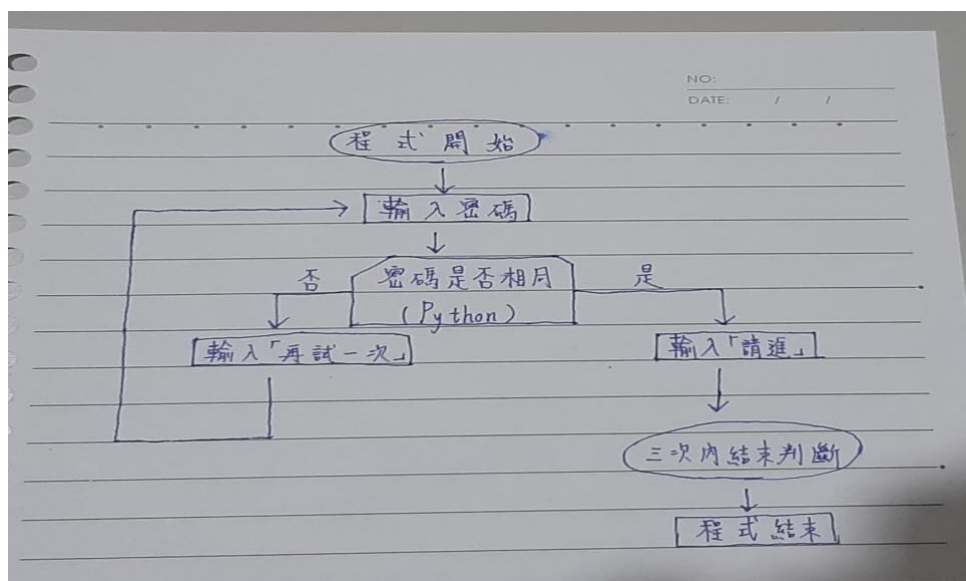 NO:
DATE: / /
程式開始
輸入密碼
否 密碼是否相月 是
(Python)
輸入「再試一次」 輸入「請進」
三次內結束判斷
程式結束